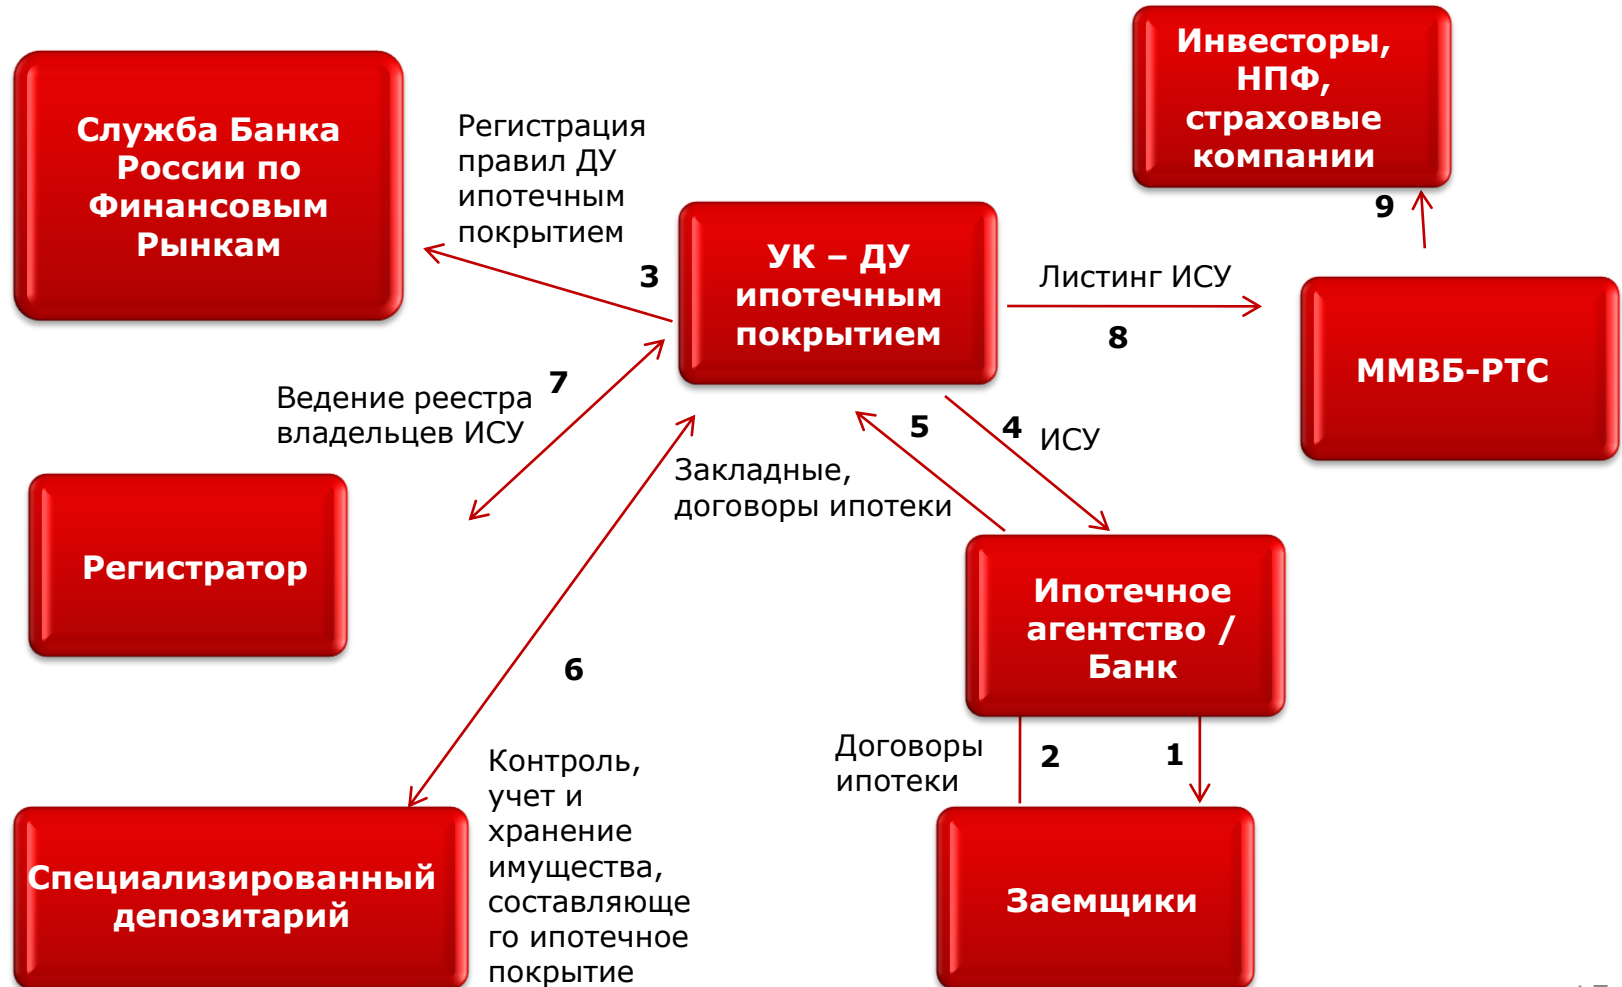 Инвесторы,
НПФ,
страховые
компании
Служба Банка
России по
Финансовым
Рынкам
Регистрация
правил ДУ
ипотечным
покрытием
3
9
УК – ДУ
ипотечным
покрытием
Листинг ИСУ
8
ММВБ-РТС
7
Ведение реестра
владельцев ИСУ
5
4
ИСУ
Закладные,
договоры ипотеки
Регистратор
Ипотечное
агентство /
Банк
6
Договоры
ипотеки
2
1
Контроль,
учет и
хранение
имущества,
составляюще
го ипотечное
покрытие
Специализированный
депозитарий
Заемщики